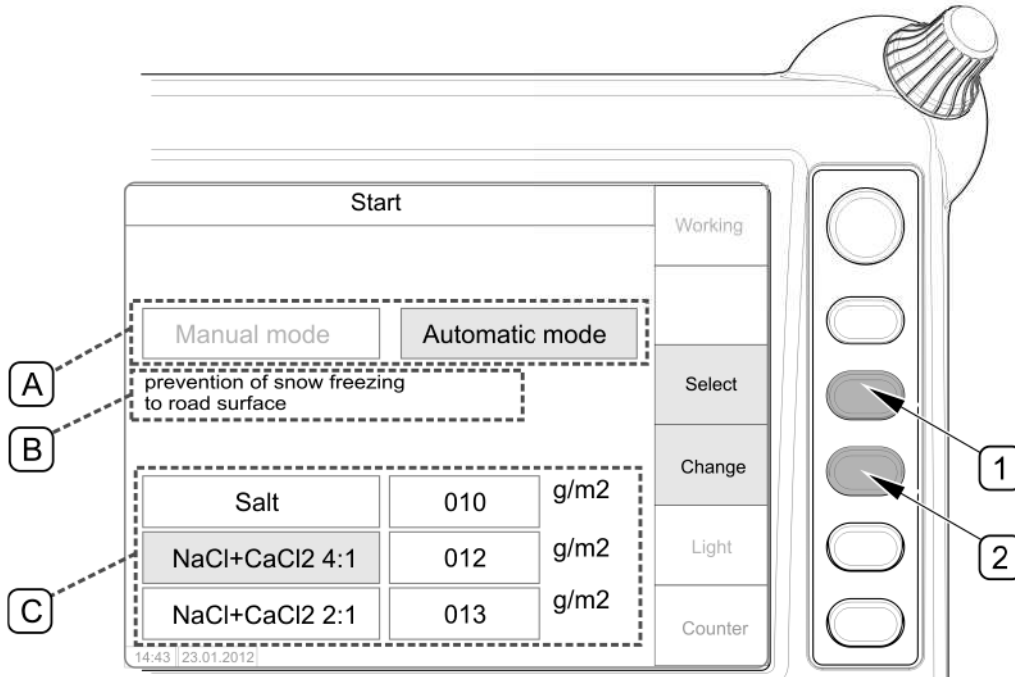 Start
Working
Manual mode
Automatic mode
A
prevention of snow freezing
to road surface
B
Select
Change
1
Salt
010
g/m2
NaCl+CaCl2 4:1
012
g/m2
Light
2
C
NaCl+CaCl2 2:1
013
g/m2
Counter
14:43 23.01.2012